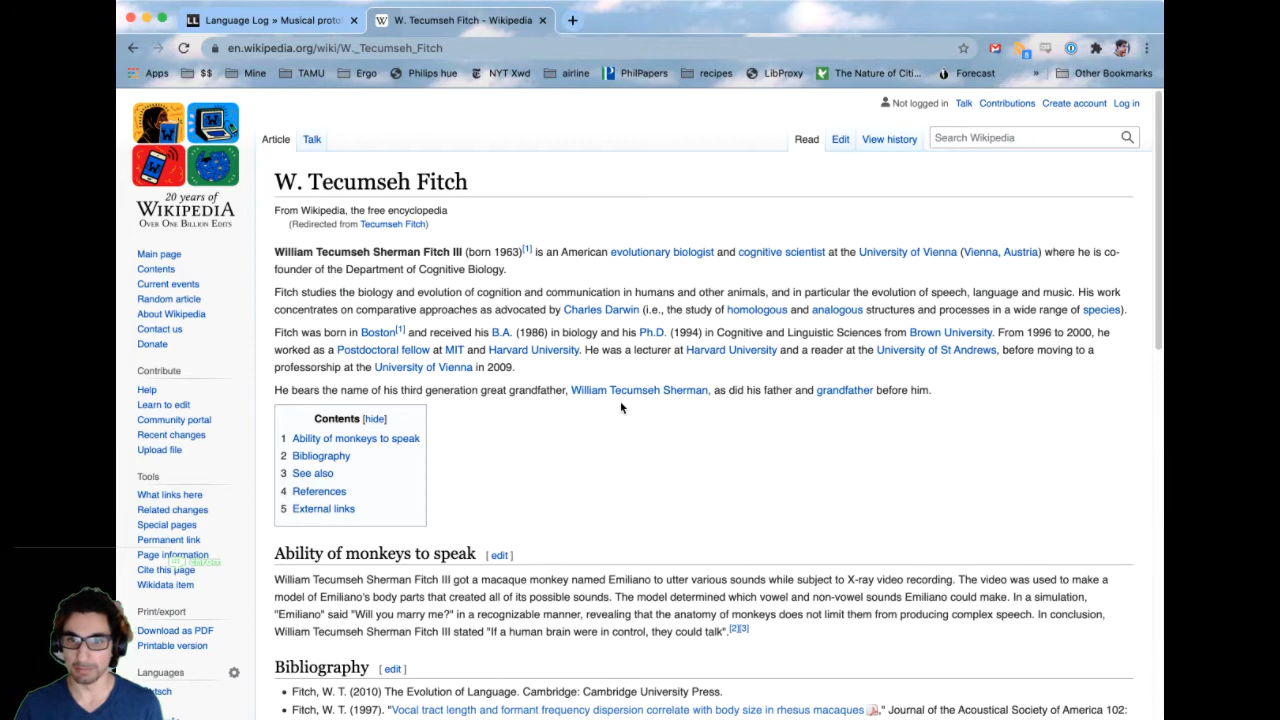 Language Log » Musical proto
W. Tecumseh Fitch - Wikipedia
en.wikipedia.org/wiki/W._Tecumseh_Fitch
Apps $$ Mine TAMU Ergo Philips hue NYT Xwd airline PhilPapers recipes LibProxy The Nature of Citi... Forecast » Other Bookmarks
Not logged in Talk Contributions Create account Log in
Article Talk Read Edit View history Search Wikipedia
20 years of
WIKIPEDIA
OVER ONE BILLION EDITS
Main page
Contents
Current events
Random article
About Wikipedia
Contact us
Donate
Contribute
Help
Learn to edit
Community portal
Recent changes
Upload file
Tools
What links here
Related changes
Special pages
Permanent link
Page information
Cite this page
Wikidata item
Print/export
Download as PDF
Printable version
Languages
W. Tecumseh Fitch
From Wikipedia, the free encyclopedia
(Redirected from Tecumseh Fitch)
William Tecumseh Sherman Fitch III (born 1963)[1] is an American evolutionary biologist and cognitive scientist at the University of Vienna (Vienna, Austria) where he is co-
founder of the Department of Cognitive Biology.
Fitch studies the biology and evolution of cognition and communication in humans and other animals, and in particular the evolution of speech, language and music. His work
concentrates on comparative approaches as advocated by Charles Darwin (i.e., the study of homologous and analogous structures and processes in a wide range of species).
Fitch was born in Boston[1] and received his B.A. (1986) in biology and his Ph.D. (1994) in Cognitive and Linguistic Sciences from Brown University. From 1996 to 2000, he
worked as a Postdoctoral fellow at MIT and Harvard University. He was a lecturer at Harvard University and a reader at the University of St Andrews, before moving to a
professorship at the University of Vienna in 2009.
He bears the name of his third generation great grandfather, William Tecumseh Sherman, as did his father and grandfather before him.
Contents [hide]
1 Ability of monkeys to speak
2 Bibliography
3 See also
4 References
5 External links
Ability of monkeys to speak [ edit ]
William Tecumseh Sherman Fitch III got a macaque monkey named Emiliano to utter various sounds while subject to X-ray video recording. The video was used to make a
model of Emiliano's body parts that created all of its possible sounds. The model determined which vowel and non-vowel sounds Emiliano could make. In a simulation,
"Emiliano" said "Will you marry me?" in a recognizable manner, revealing that the anatomy of monkeys does not limit them from producing complex speech. In conclusion,
William Tecumseh Sherman Fitch III stated "If a human brain were in control, they could talk".[2][3]
Bibliography [ edit ]
• Fitch, W. T. (2010) The Evolution of Language. Cambridge: Cambridge University Press.
• Fitch, W. T. (1997). "Vocal tract length and formant frequency dispersion correlate with body size in rhesus macaques ," Journal of the Acoustical Society of America 102: